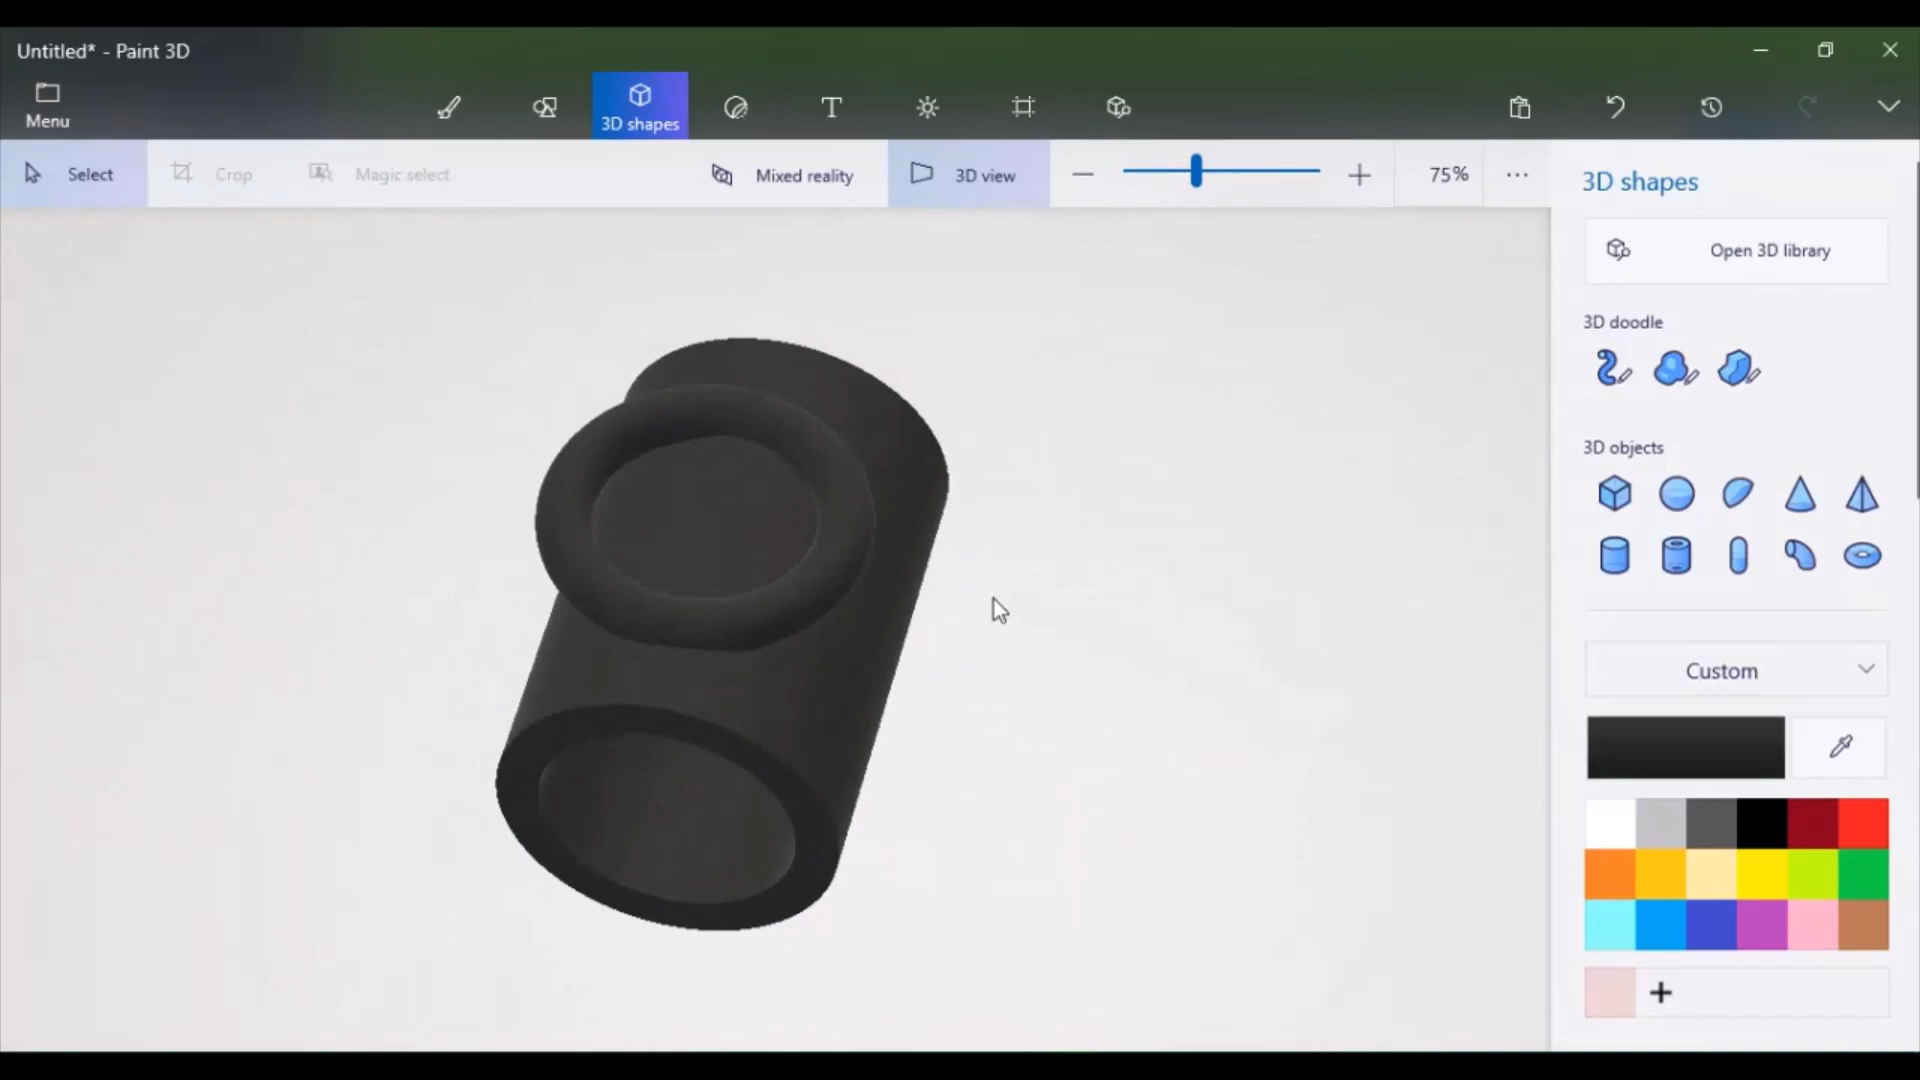 Untitled* - Paint 3D
Menu
3D shapes
T
Select
Crop
Magic select
Mixed reality
3D view
75%
3D shapes
Open 3D library
3D doodle
3D objects
Custom